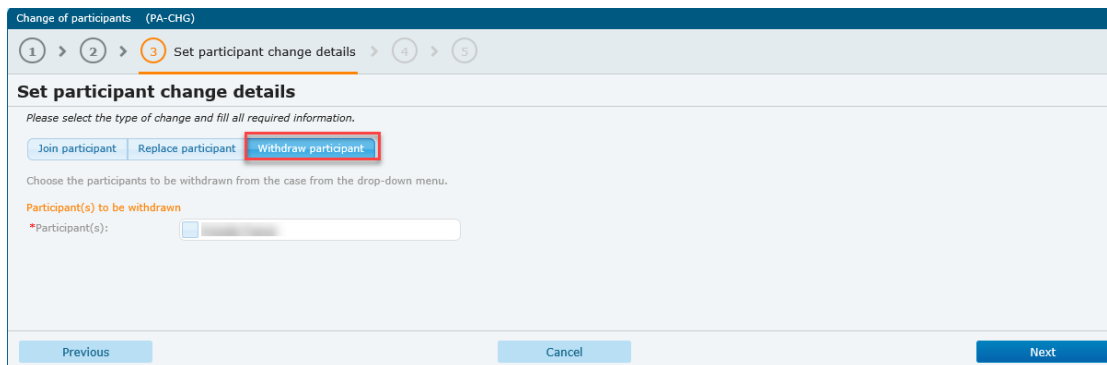 Change of participants (PA-CHG)
1 > 2 > 3 Set participant change details > 4 > 5
Set participant change details
Please select the type of change and fill all required information.
Join participant Replace participant Withdraw participant
Choose the participants to be withdrawn from the case from the drop-down menu.
Participant(s) to be withdrawn
*Participant(s):
Previous Cancel Next